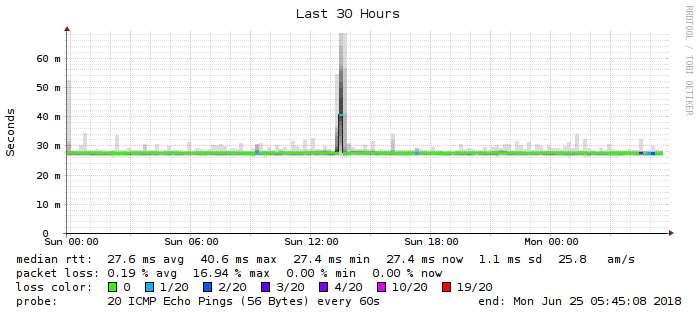 Last 30 Hours
RRDTOOL / TOBI OETIKER
Seconds
60 m
50 m
40 m
30 m
20 m
10 m
0
Sun 00:00 Sun 06:00 Sun 12:00 Sun 18:00 Mon 00:00
median rtt: 27.6 ms avg 40.6 ms max 27.4 ms min 27.4 ms now 1.1 ms sd 25.8 am/s
packet loss: 0.19 % avg 16.94 % max 0.00 % min 0.00 % now
loss color: 0 1/20 2/20 3/20 4/20 10/20 19/20
probe: 20 ICMP Echo Pings (56 Bytes) every 60s end: Mon Jun 25 05:45:08 2018